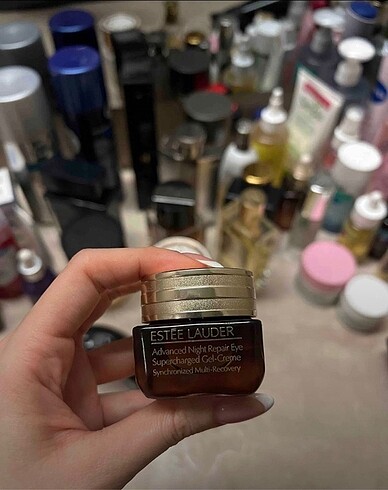 ESTĒE LAUDER
Advanced Night Repair Eye
Supercharged Gel-Creme
Synchronized Multi-Recovery